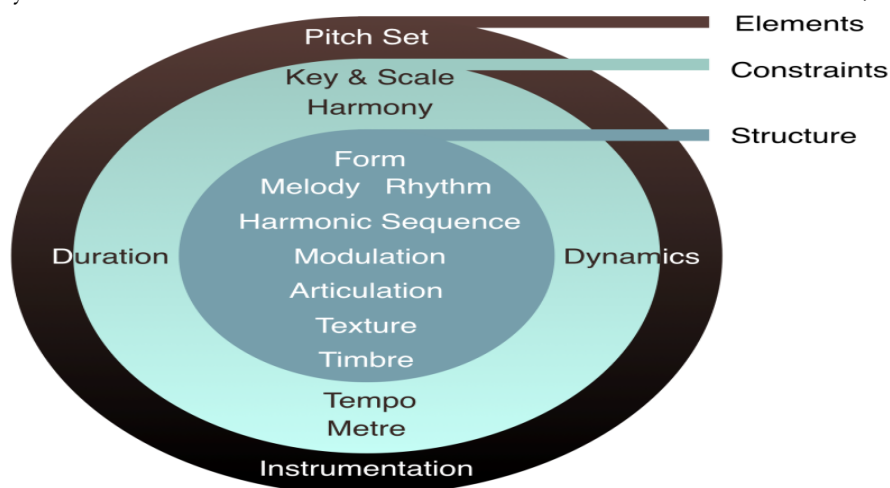 Pitch Set
Elements
Key & Scale
Constraints
Harmony
Structure
Form
Melody Rhythm
Harmonic Sequence
Duration Modulation Dynamics
Articulation
Texture
Timbre
Tempo
Metre
Instrumentation